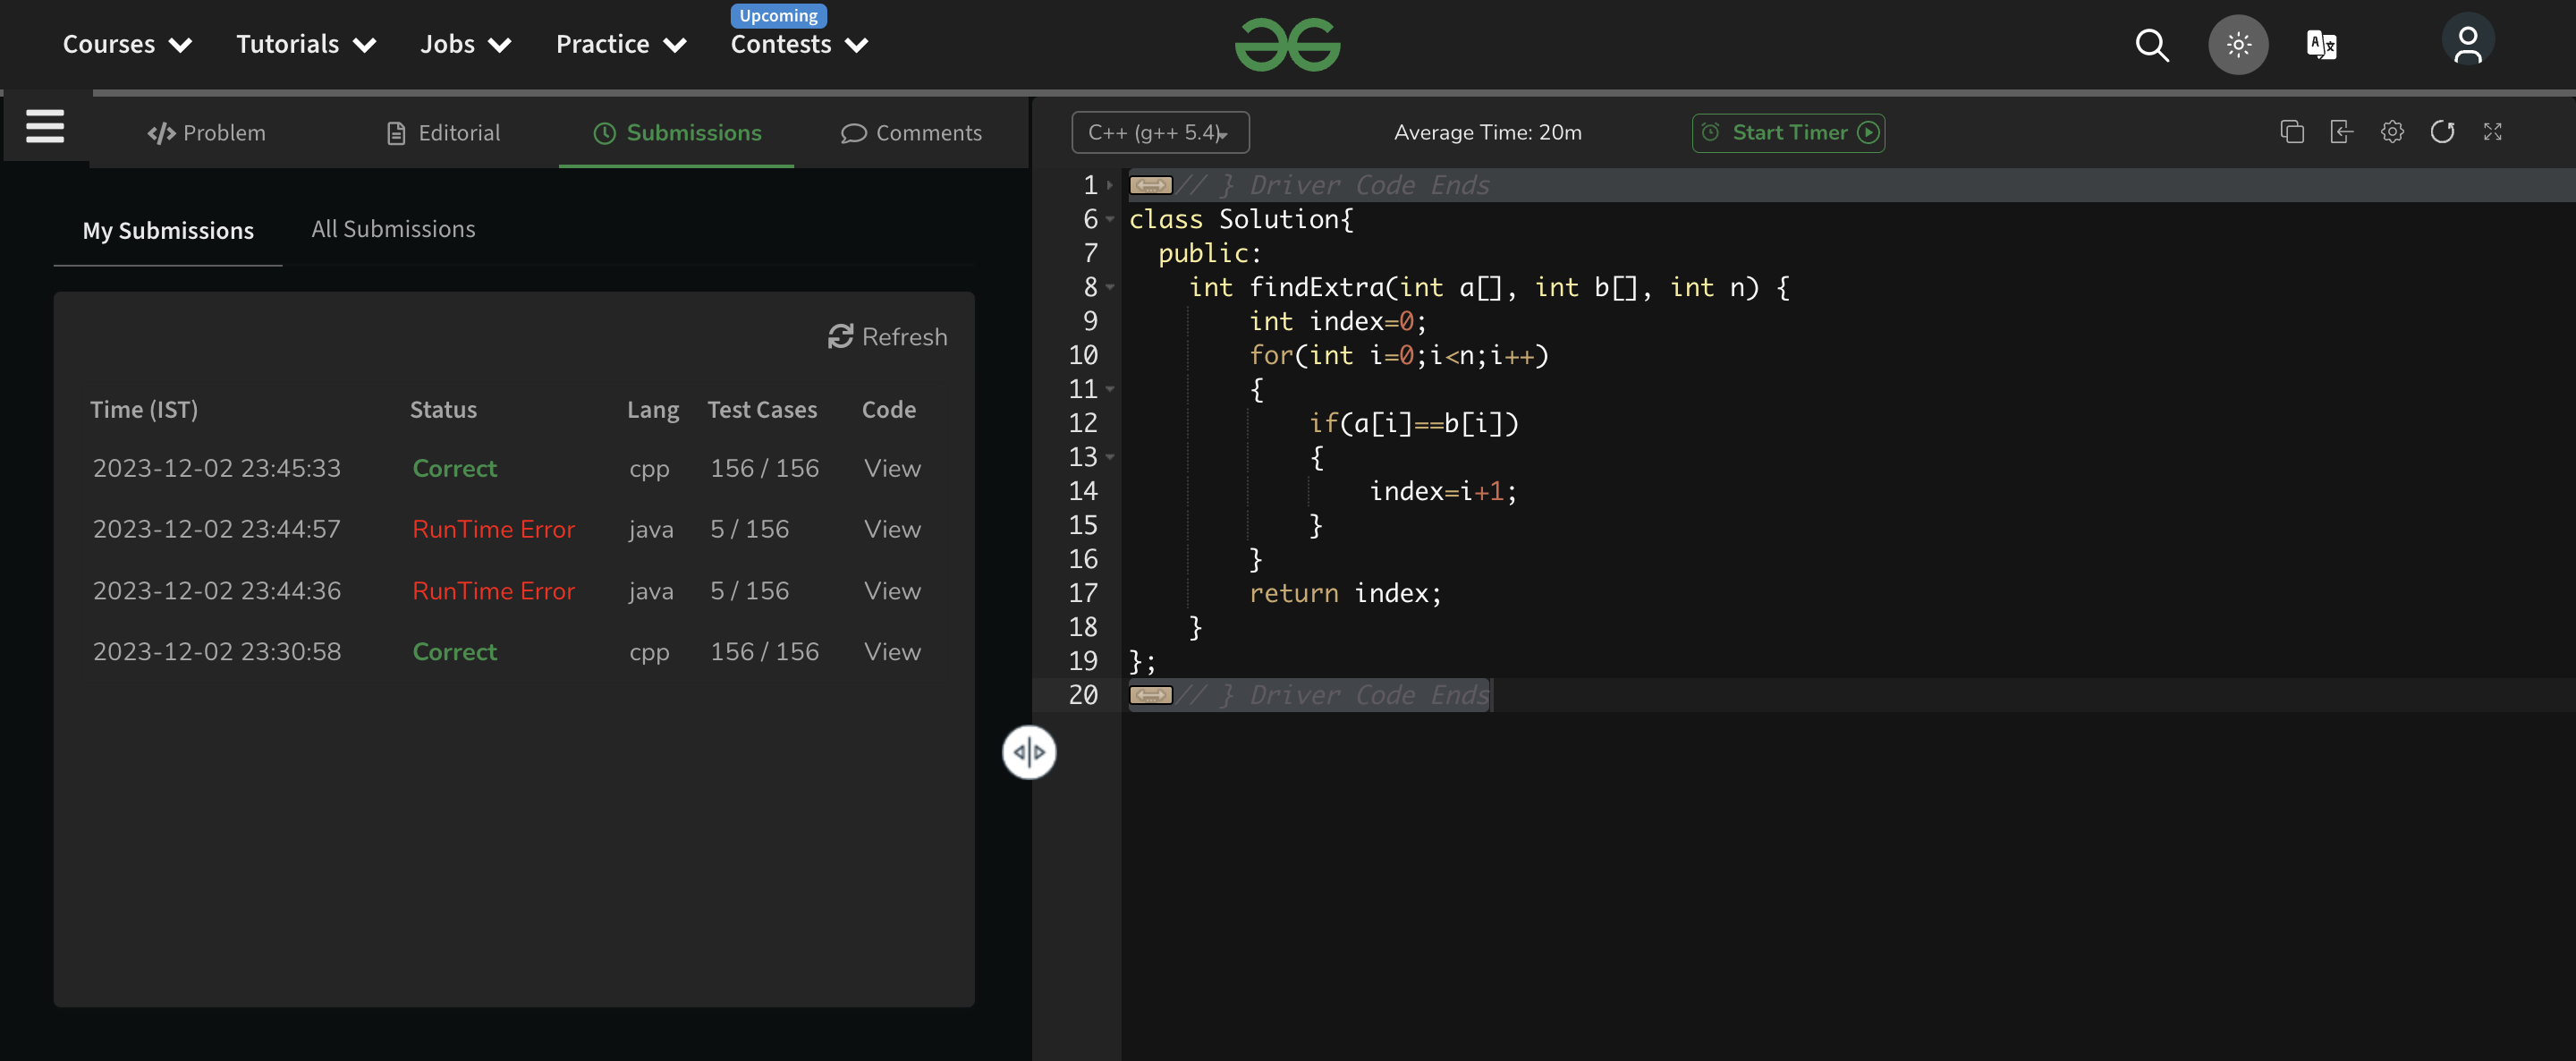 Upcoming
Courses Tutorials Jobs Practice Contests
Problem Editorial Submissions Comments
My Submissions All Submissions
Refresh
Time (IST) Status Lang Test Cases Code
2023-12-02 23:45:33 Correct cpp 156 / 156 View
2023-12-02 23:44:57 RunTime Error java 5 / 156 View
2023-12-02 23:44:36 RunTime Error java 5 / 156 View
2023-12-02 23:30:58 Correct cpp 156 / 156 View
C++ (g++ 5.4) Average Time: 20m Start Timer
1 // } Driver Code Ends
6 class Solution{
7 public:
8 int findExtra(int a[], int b[], int n) {
9 int index=0;
10 for(int i=0;i<n;i++)
11 {
12 if(a[i]==b[i])
13 {
14 index=i+1;
15 }
16 }
17 return index;
18 }
19 };
20 // } Driver Code Ends